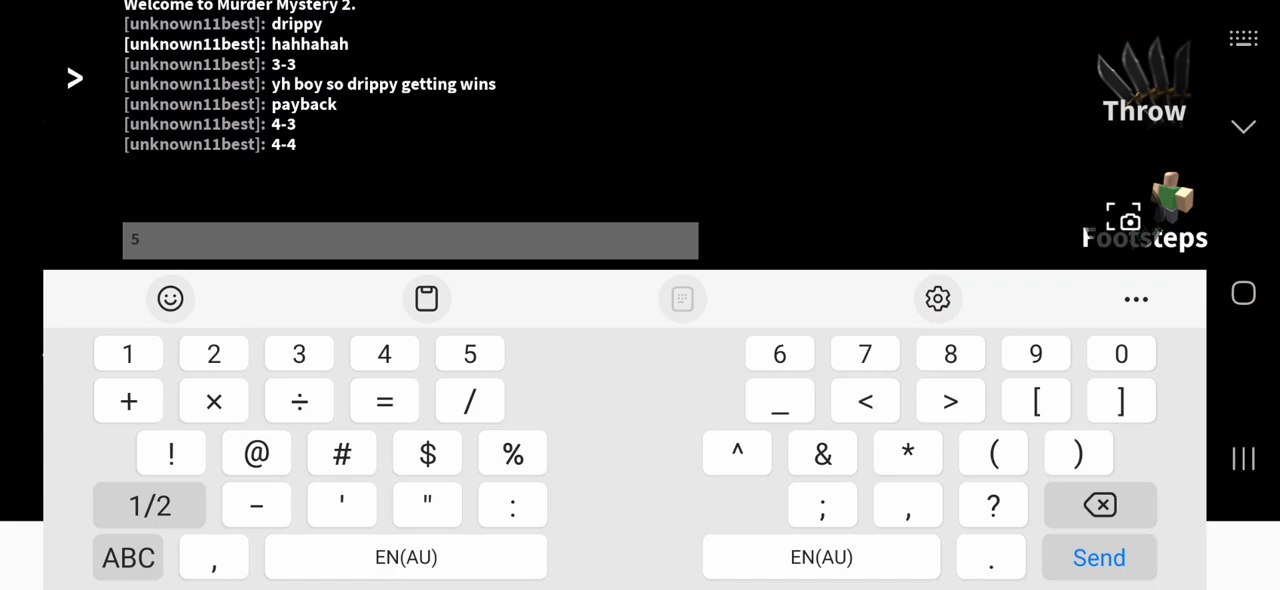 Welcome to Murder Mystery 2.
[unknown11best]: drippy
[unknown11best]: hahhahah
[unknown11best]: 3-3
[unknown11best]: yh boy so drippy getting wins
[unknown11best]: payback
[unknown11best]: 4-3
[unknown11best]: 4-4
>
Throw
Footsteps
5
1 2 3 4 5 6 7 8 9 0
+ × ÷ = / _ < > [ ]
! @ # $ % ^ & * ( )
1/2 - ' " : ; , ?
ABC , EN(AU) EN(AU) . Send